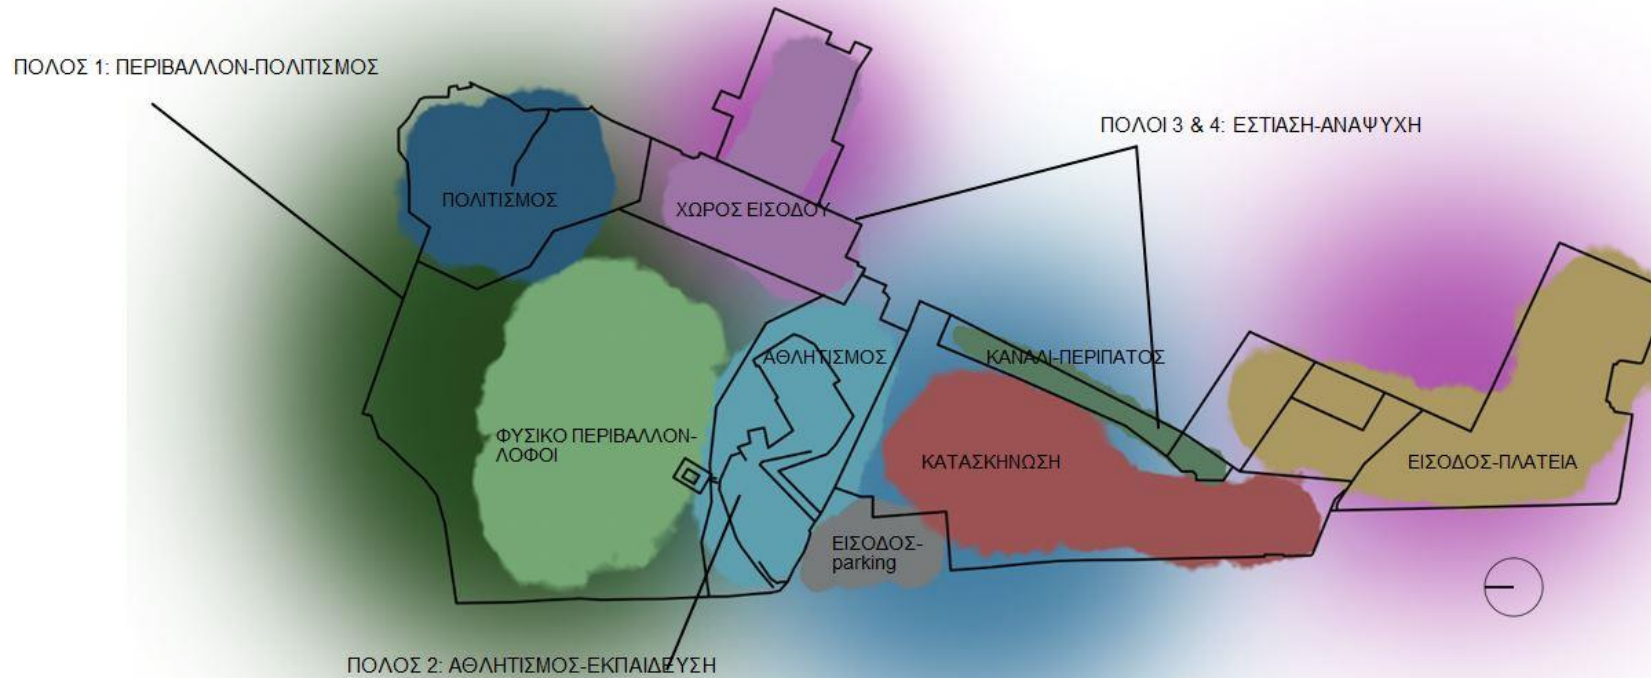 ΠΟΛΟΣ 1: ΠΕΡΙΒΑΛΛΟΝ-ΠΟΛΙΤΙΣΜΟΣ
ΠΟΛΟΙ 3 & 4: ΕΣΤΙΑΣΗ-ΑΝΑΨΥΧΗ
ΠΟΛΙΤΙΣΜΟΣ
ΧΩΡΟΣ ΕΙΣΟΔΟΥ
ΑΘΛΗΤΙΣΜΟΣ
ΚΑΝΑΛΙ-ΠΕΡΙΠΑΤΟΣ
ΦΥΣΙΚΟ ΠΕΡΙΒΑΛΛΟΝ-
ΛΟΦΟΙ
ΚΑΤΑΣΚΗΝΩΣΗ
ΕΙΣΟΔΟΣ-ΠΛΑΤΕΙΑ
ΕΙΣΟΔΟΣ-
parking
ΠΟΛΟΣ 2: ΑΘΛΗΤΙΣΜΟΣ-ΕΚΠΑΙΔΕΥΣΗ